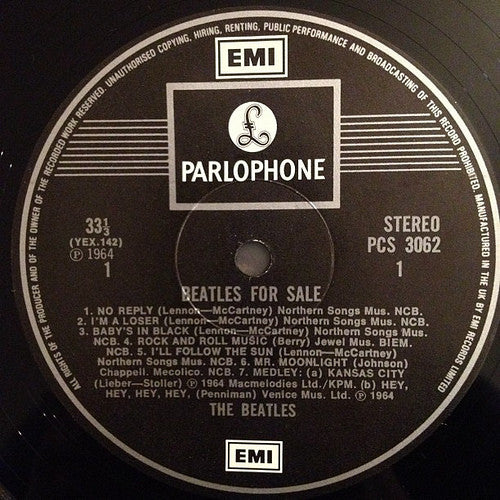 ALL RIGHTS OF THE PRODUCER AND OF THE OWNER OF THE RECORDED WORK RESERVED. UNAUTHORISED COPYING, HIRING, RENTING, PUBLIC PERFORMANCE AND BROADCASTING OF THIS RECORD PROHIBITED. MANUFACTURED IN THE UK BY EMI RECORDS LIMITED
EMI
£
PARLOPHONE
33⅓
(YEX.142)
Ⓟ 1964
1
STEREO
PCS 3062
1
BEATLES FOR SALE
1. NO REPLY (Lennon—McCartney) Northern Songs Mus. NCB.
2. I'M A LOSER (Lennon—McCartney) Northern Songs Mus. NCB.
3. BABY'S IN BLACK (Lennon—McCartney) Northern Songs Mus.
NCB. 4. ROCK AND ROLL MUSIC (Berry) Jewel Mus. BIEM.
NCB. 5. I'LL FOLLOW THE SUN (Lennon—McCartney)
Northern Songs Mus. NCB. 6. MR. MOONLIGHT (Johnson)
Chappell. Mecolico. NCB. 7. MEDLEY: (a) KANSAS CITY
(Lieber—Stoller) Ⓟ 1964 Macmelodies Ltd./KPM. (b) HEY,
HEY, HEY, HEY, (Penniman) Venice Mus. Ltd. Ⓟ 1964
THE BEATLES
EMI